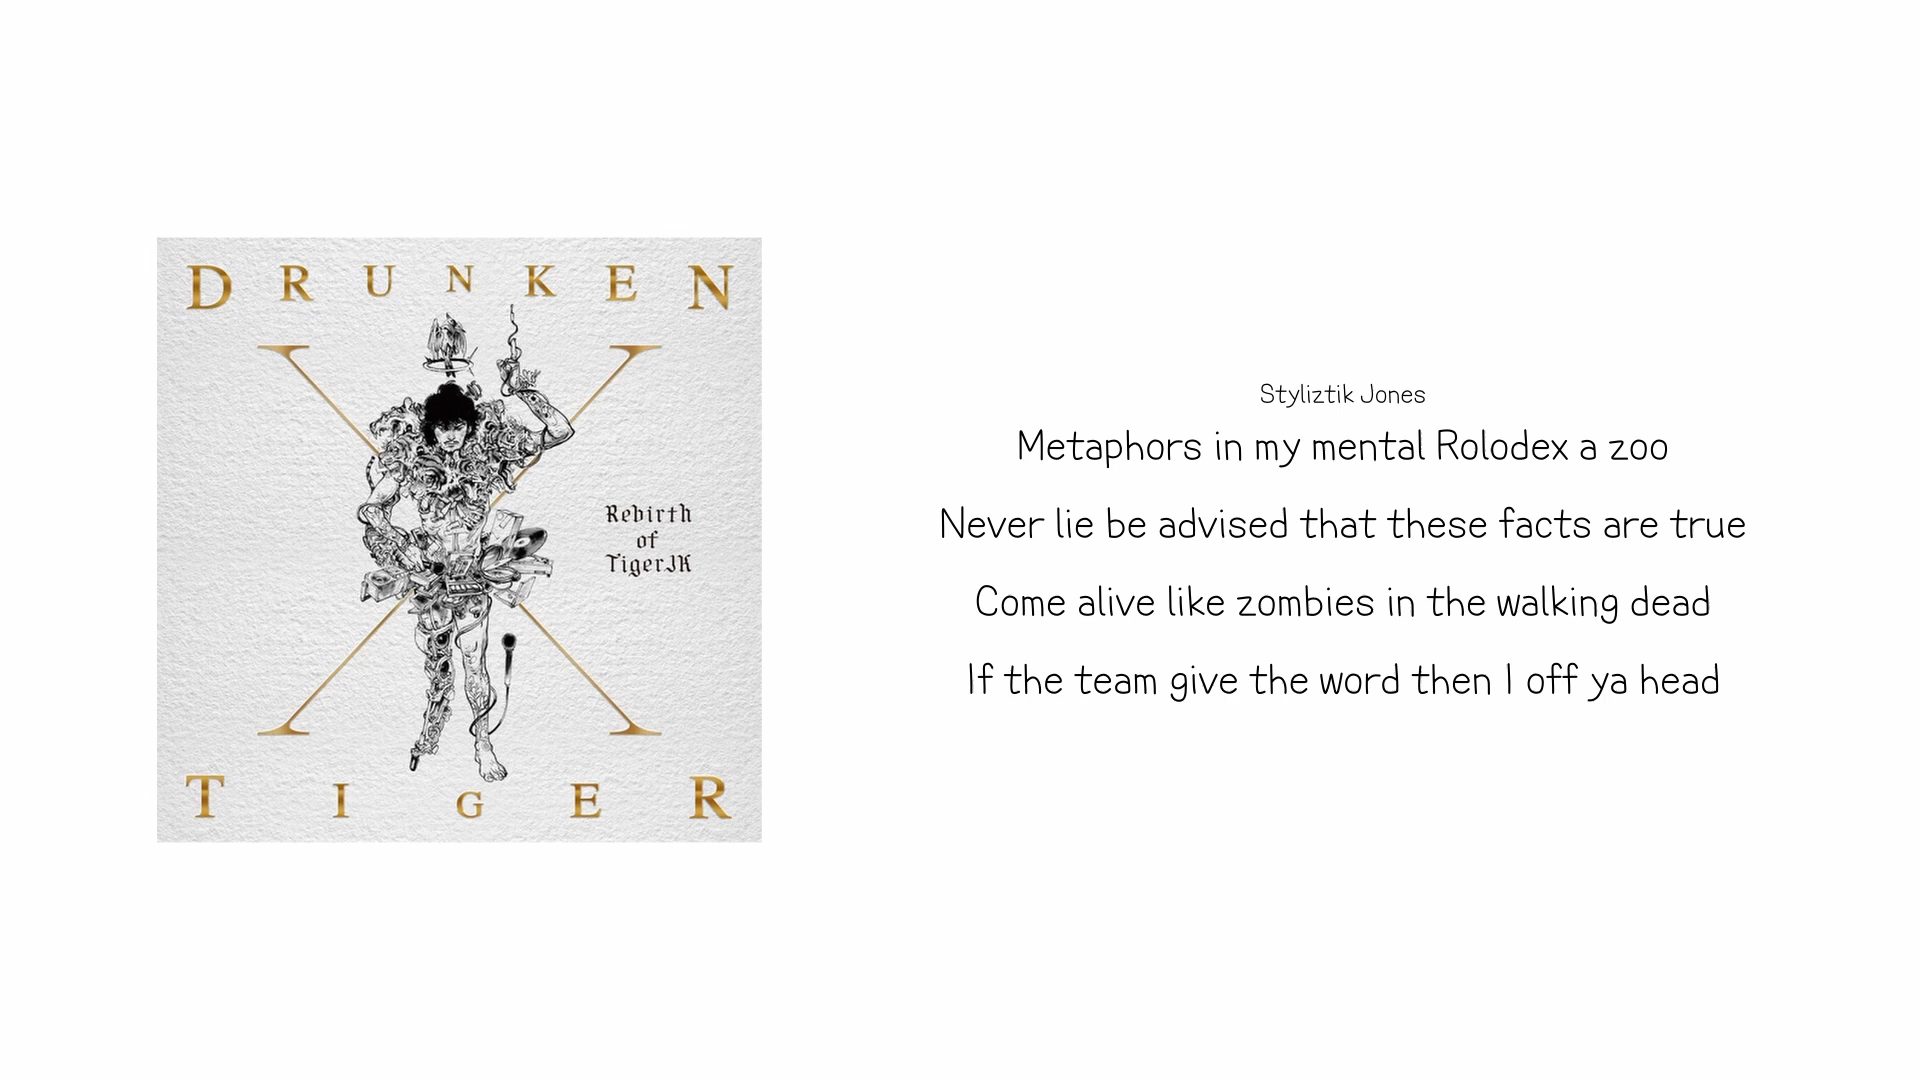 DRUNKEN
X
Rebirth
of
TigerJK
TIGER
Styliztik Jones
Metaphors in my mental Rolodex a zoo
Never lie be advised that these facts are true
Come alive like zombies in the walking dead
If the team give the word then I off ya head